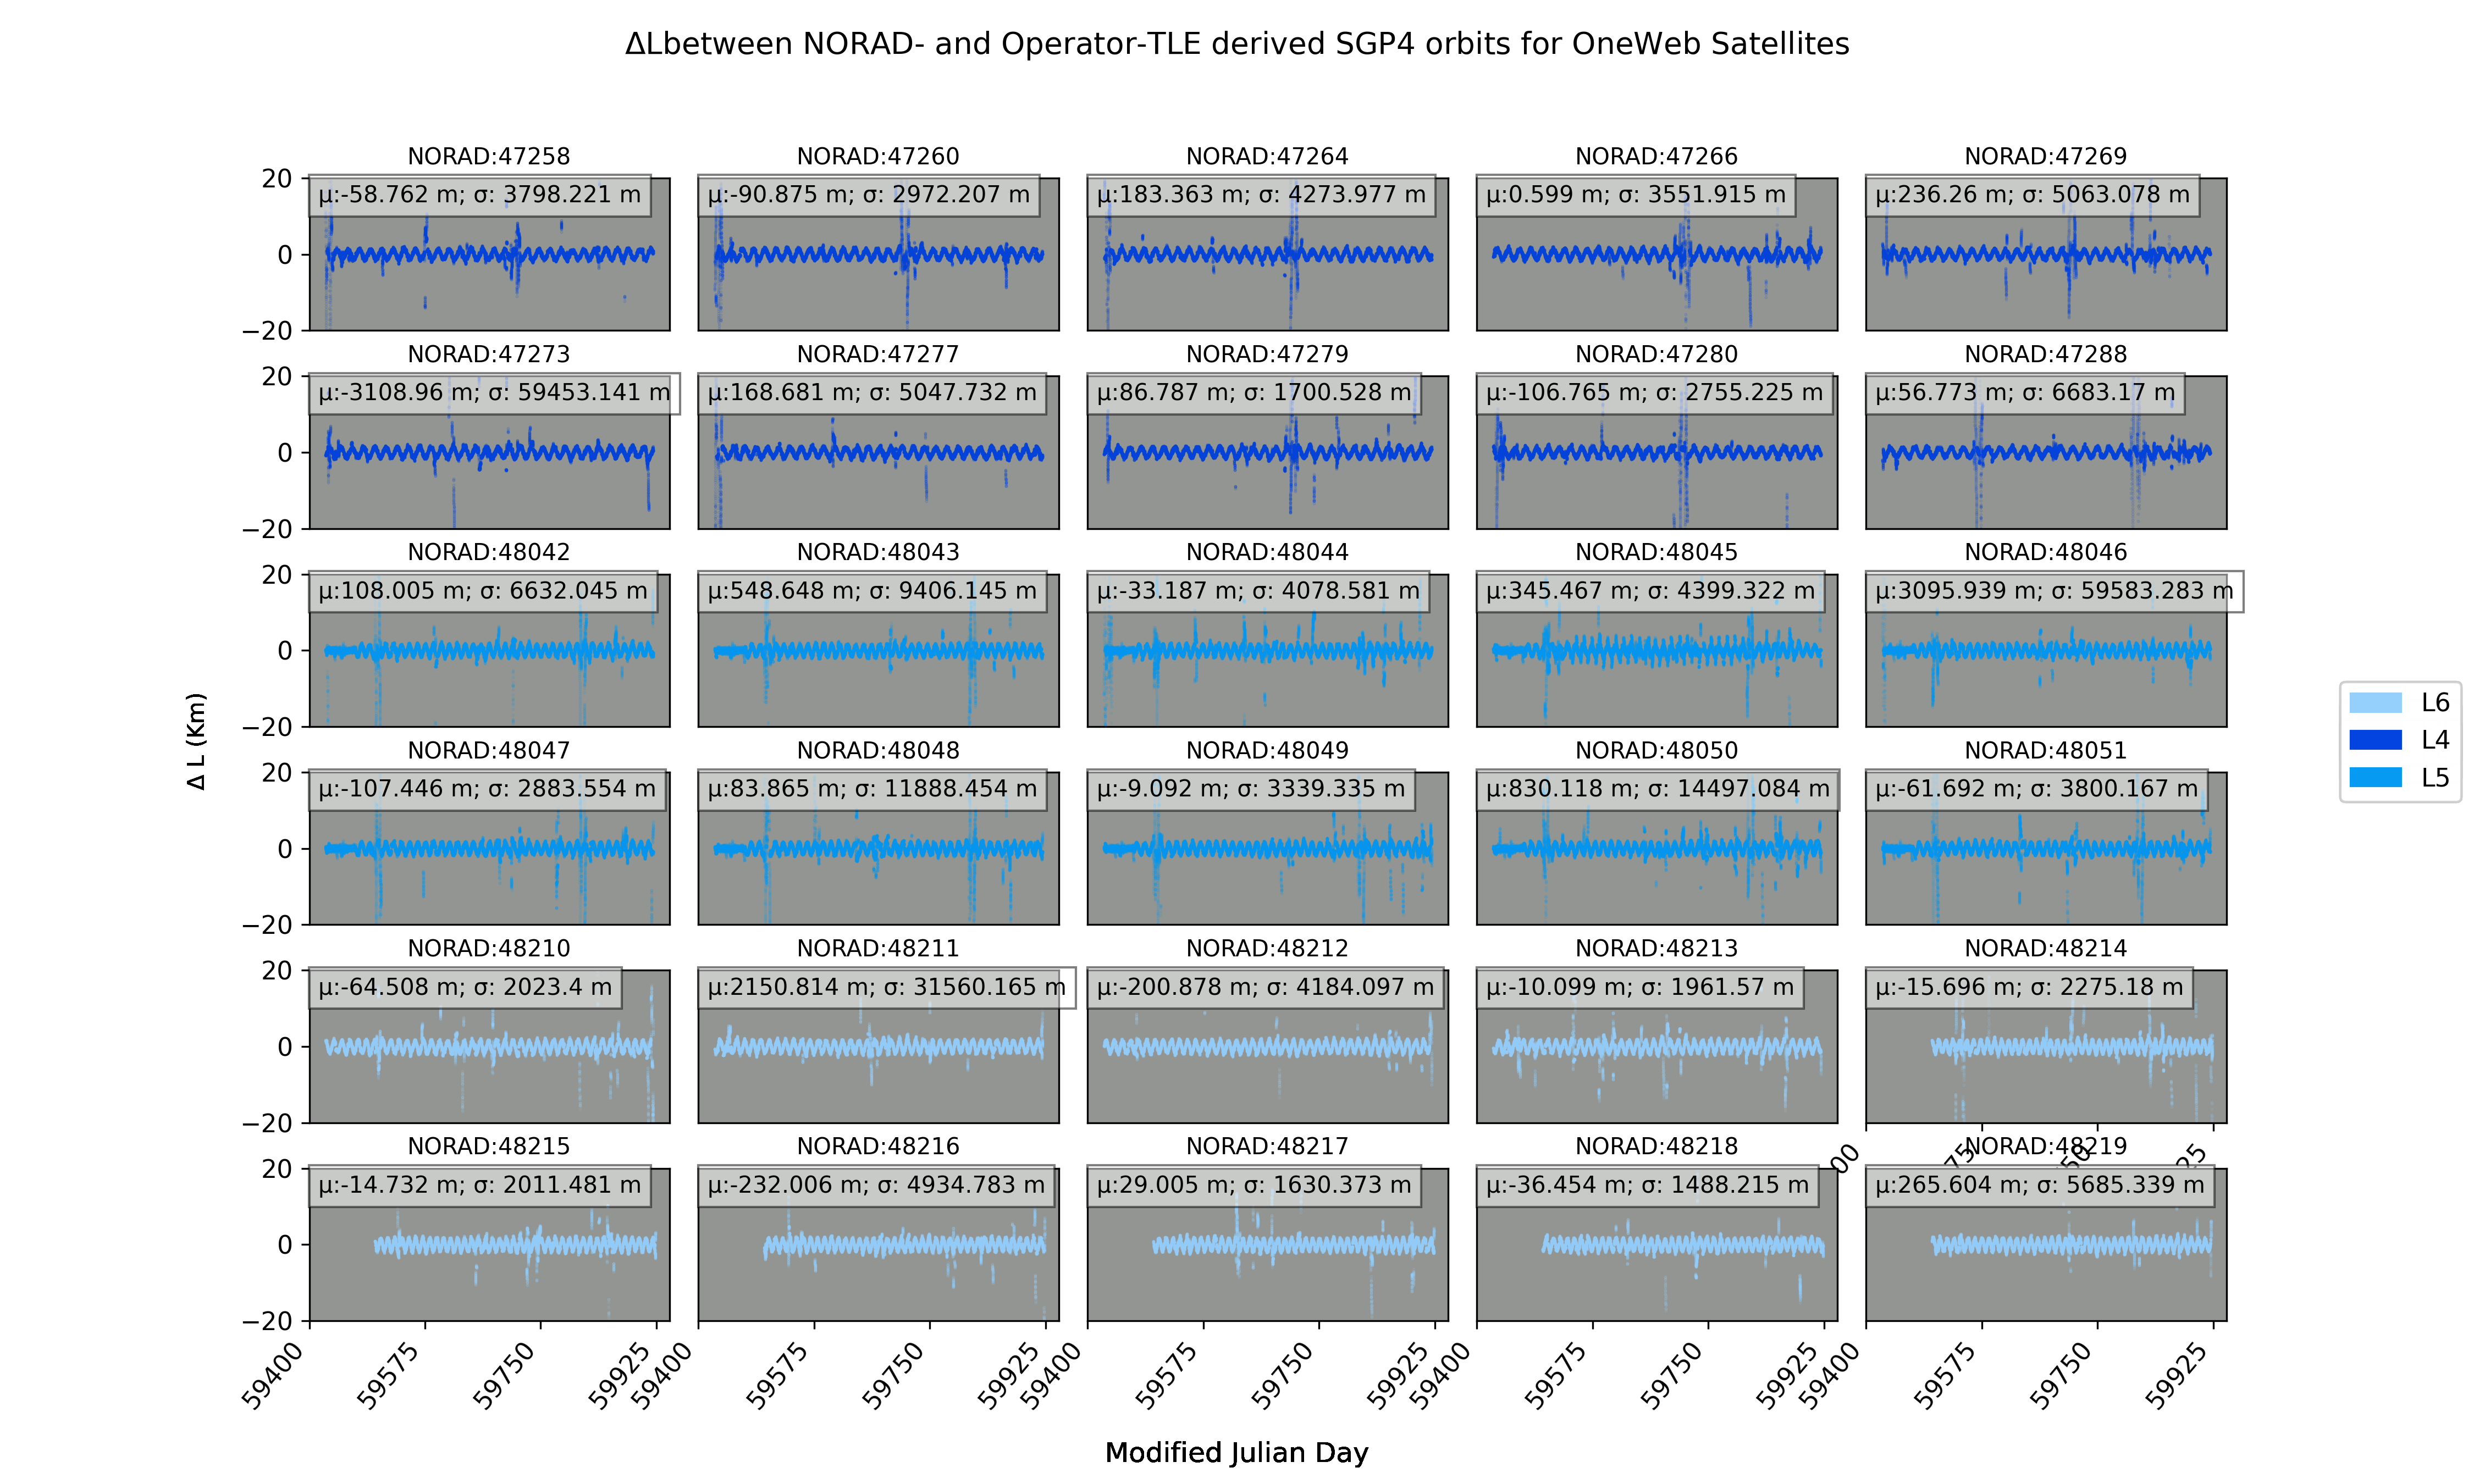 ΔLbetween NORAD- and Operator-TLE derived SGP4 orbits for OneWeb Satellites
NORAD:47258
NORAD:47260
NORAD:47264
NORAD:47266
NORAD:47269
20
0
−20
μ:-58.762 m; σ: 3798.221 m
μ:-90.875 m; σ: 2972.207 m
μ:183.363 m; σ: 4273.977 m
μ:0.599 m; σ: 3551.915 m
μ:236.26 m; σ: 5063.078 m
NORAD:47273
NORAD:47277
NORAD:47279
NORAD:47280
NORAD:47288
20
0
−20
μ:-3108.96 m; σ: 59453.141 m
μ:168.681 m; σ: 5047.732 m
μ:86.787 m; σ: 1700.528 m
μ:-106.765 m; σ: 2755.225 m
μ:56.773 m; σ: 6683.17 m
NORAD:48042
NORAD:48043
NORAD:48044
NORAD:48045
NORAD:48046
20
0
−20
μ:108.005 m; σ: 6632.045 m
μ:548.648 m; σ: 9406.145 m
μ:-33.187 m; σ: 4078.581 m
μ:345.467 m; σ: 4399.322 m
μ:3095.939 m; σ: 59583.283 m
Δ L (Km)
NORAD:48047
NORAD:48048
NORAD:48049
NORAD:48050
NORAD:48051
20
0
−20
μ:-107.446 m; σ: 2883.554 m
μ:83.865 m; σ: 11888.454 m
μ:-9.092 m; σ: 3339.335 m
μ:830.118 m; σ: 14497.084 m
μ:-61.692 m; σ: 3800.167 m
L6
L4
L5
NORAD:48210
NORAD:48211
NORAD:48212
NORAD:48213
NORAD:48214
20
0
−20
μ:-64.508 m; σ: 2023.4 m
μ:2150.814 m; σ: 31560.165 m
μ:-200.878 m; σ: 4184.097 m
μ:-10.099 m; σ: 1961.57 m
μ:-15.696 m; σ: 2275.18 m
NORAD:48215
NORAD:48216
NORAD:48217
NORAD:48218
NORAD:48219
20
0
−20
μ:-14.732 m; σ: 2011.481 m
μ:-232.006 m; σ: 4934.783 m
μ:29.005 m; σ: 1630.373 m
μ:-36.454 m; σ: 1488.215 m
μ:265.604 m; σ: 5685.339 m
59400
59575
59750
59925
59400
59575
59750
59925
59400
59575
59750
59925
59400
59575
59750
59925
59400
59575
59750
59925
Modified Julian Day